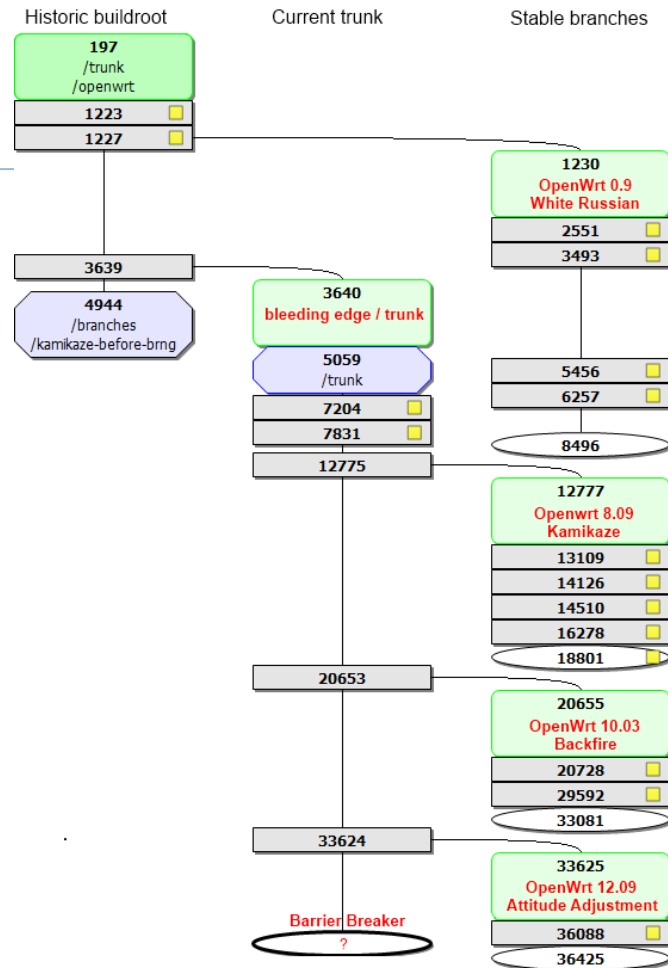 Historic buildroot
Current trunk
Stable branches
197
/trunk
/openwrt
1223
1227
1230
OpenWrt 0.9
White Russian
2551
3493
3639
4944
/branches
/kamikaze-before-brng
3640
bleeding edge / trunk
5059
/trunk
7204
7831
12775
5456
6257
8496
12777
Openwrt 8.09
Kamikaze
13109
14126
14510
16278
18801
20653
20655
OpenWrt 10.03
Backfire
20728
29592
33081
33624
33625
OpenWrt 12.09
Attitude Adjustment
36088
36425
Barrier Breaker
?